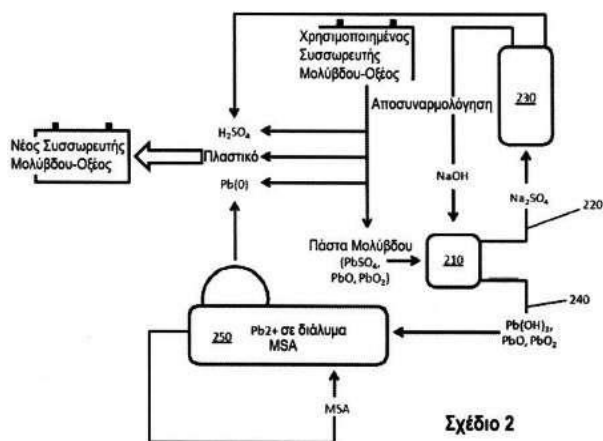 Χρησιμοποιημένος
Συσσωρευτής
Μολύβδου-Οξέος
Αποσυναρμολόγηση
230
Νέος Συσσωρευτής
Μολύβδου-Οξέος
H₂SO₄
Πλαστικό
Pb(0)
NaOH
Na₂SO₄
220
Πάστα Μολύβδου
(PbSO₄,
PbO, PbO₂)
210
240
250
Pb2+ σε διάλυμα
MSA
Pb(OH)₂,
PbO, PbO₂
MSA
Σχέδιο 2